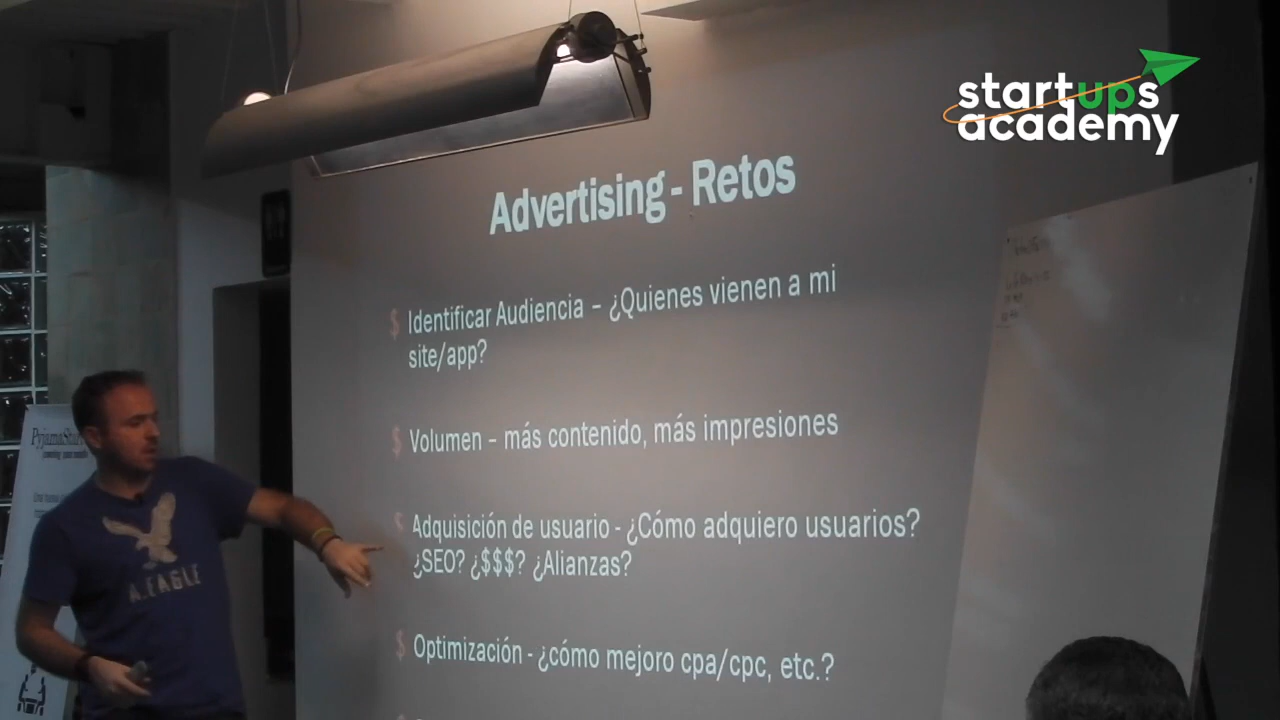 startups
academy
Advertising - Retos
$ Identificar Audiencia – ¿Quienes vienen a mi
site/app?
$ Volumen – más contenido, más impresiones
Adquisición de usuario - ¿Cómo adquiero usuarios?
¿SEO? ¿$$$? ¿Alianzas?
$ Optimización - ¿cómo mejoro cpa/cpc, etc.?
A.EAGLE